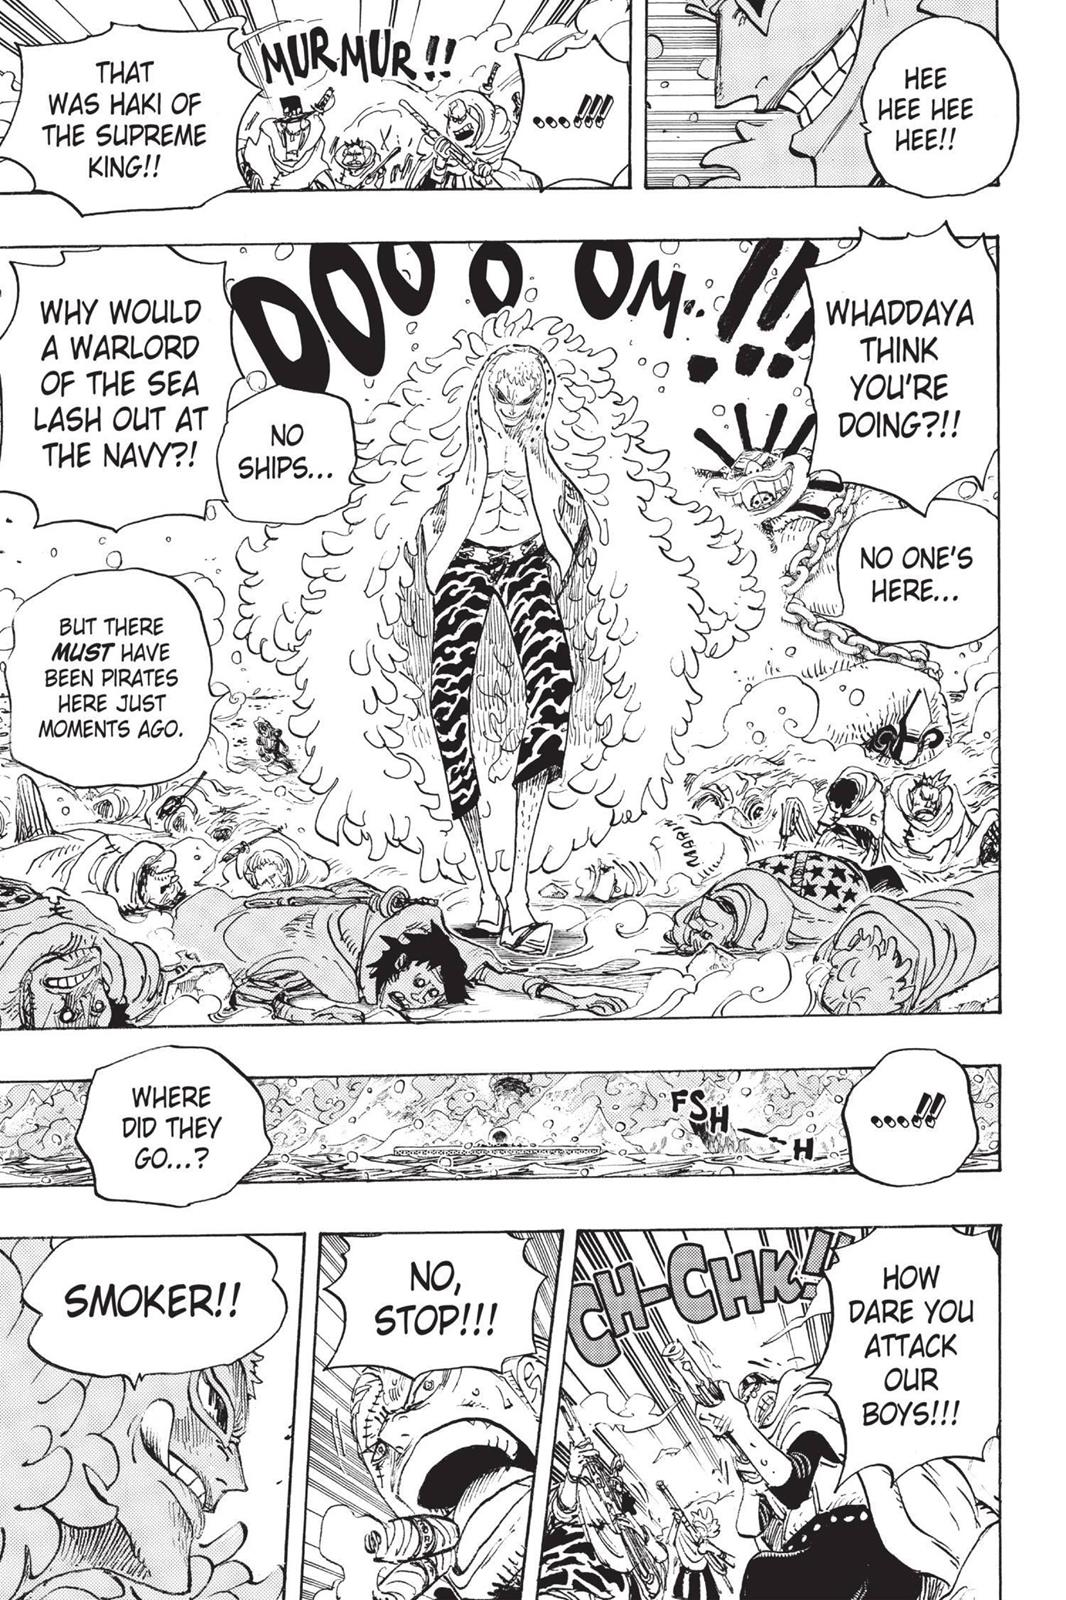 HEE
HEE HEE
HEE!!
...!!!
MURMUR!!
THAT
WAS HAKI OF
THE SUPREME
KING!!
WHADDAYA
THINK
YOU'RE
DOING?!!
NO ONE'S
HERE...
DOOOOOM...!!!
WHY WOULD
A WARLORD
OF THE SEA
LASH OUT AT
THE NAVY?!
NO
SHIPS...
BUT THERE
MUST HAVE
BEEN PIRATES
HERE JUST
MOMENTS AGO.
MARIN
...!!
FSH
H
WHERE
DID THEY
GO...?
HOW
DARE YOU
ATTACK
OUR
BOYS!!!
CH-CHK!!
NO,
STOP!!!
SMOKER!!